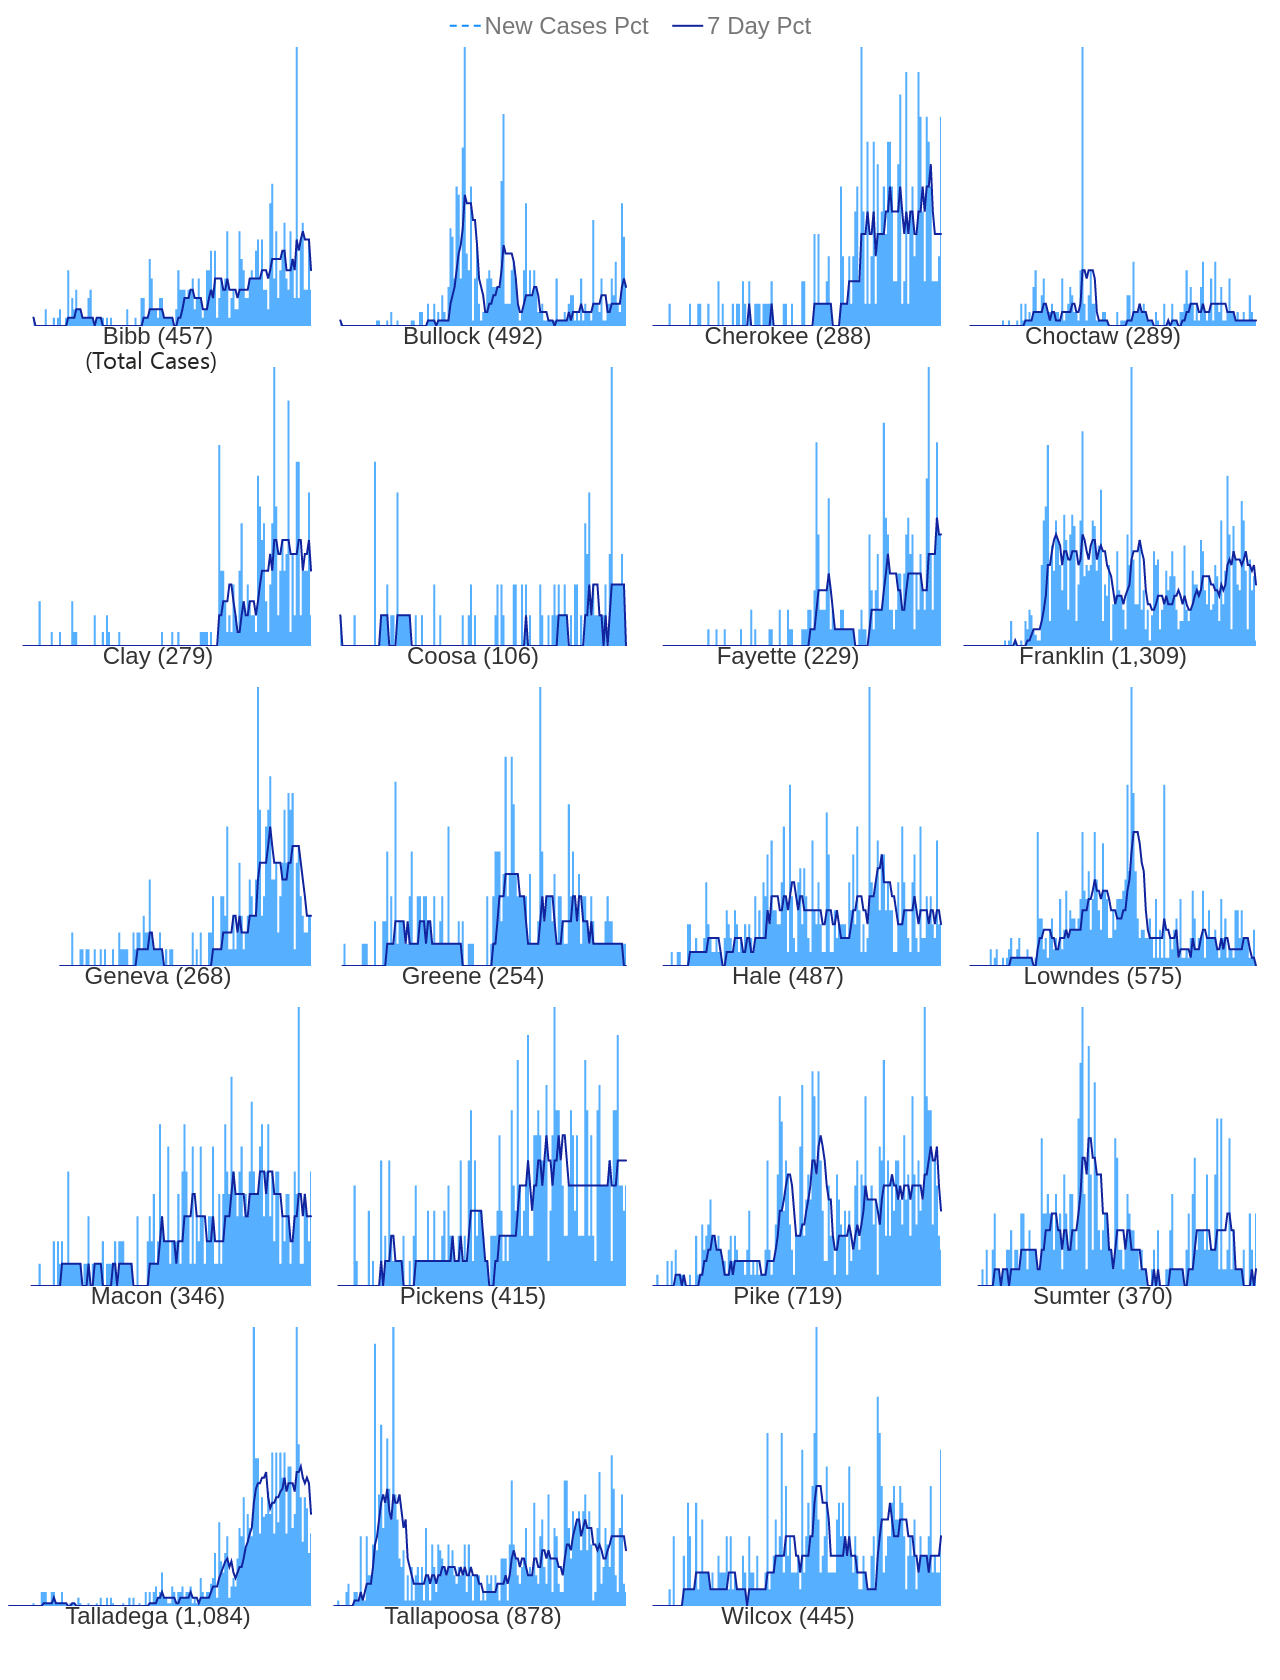 New Cases Pct 7 Day Pct
Bibb (457) Bullock (492) Cherokee (288) Choctaw (289)
(Total Cases)
Clay (279) Coosa (106) Fayette (229) Franklin (1,309)
Geneva (268) Greene (254) Hale (487) Lowndes (575)
Macon (346) Pickens (415) Pike (719) Sumter (370)
Talladega (1,084) Tallapoosa (878) Wilcox (445)